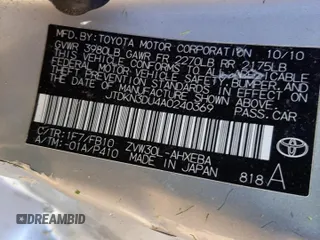 MFD.BY: TOYOTA MOTOR CORPORATION 10/10
GVWR 3980LB GAWR FR 2270LB RR 2175LB
THIS VEHICLE CONFORMS TO ALL APPLICABLE
FEDERAL MOTOR VEHICLE SAFETY, BUMPER, AND
THEFT PREVENTION STANDARDS IN EFFECT ON
THE DATE OF MANUFACTURE SHOWN ABOVE.
JTDKN3DU4A0240369
PASS.CAR
C/TR:1F7/FB10 ZVW30L-AHXEBA
A/TM:-01A/P410 MADE IN JAPAN
TOYOTA
818A
DREAMBID